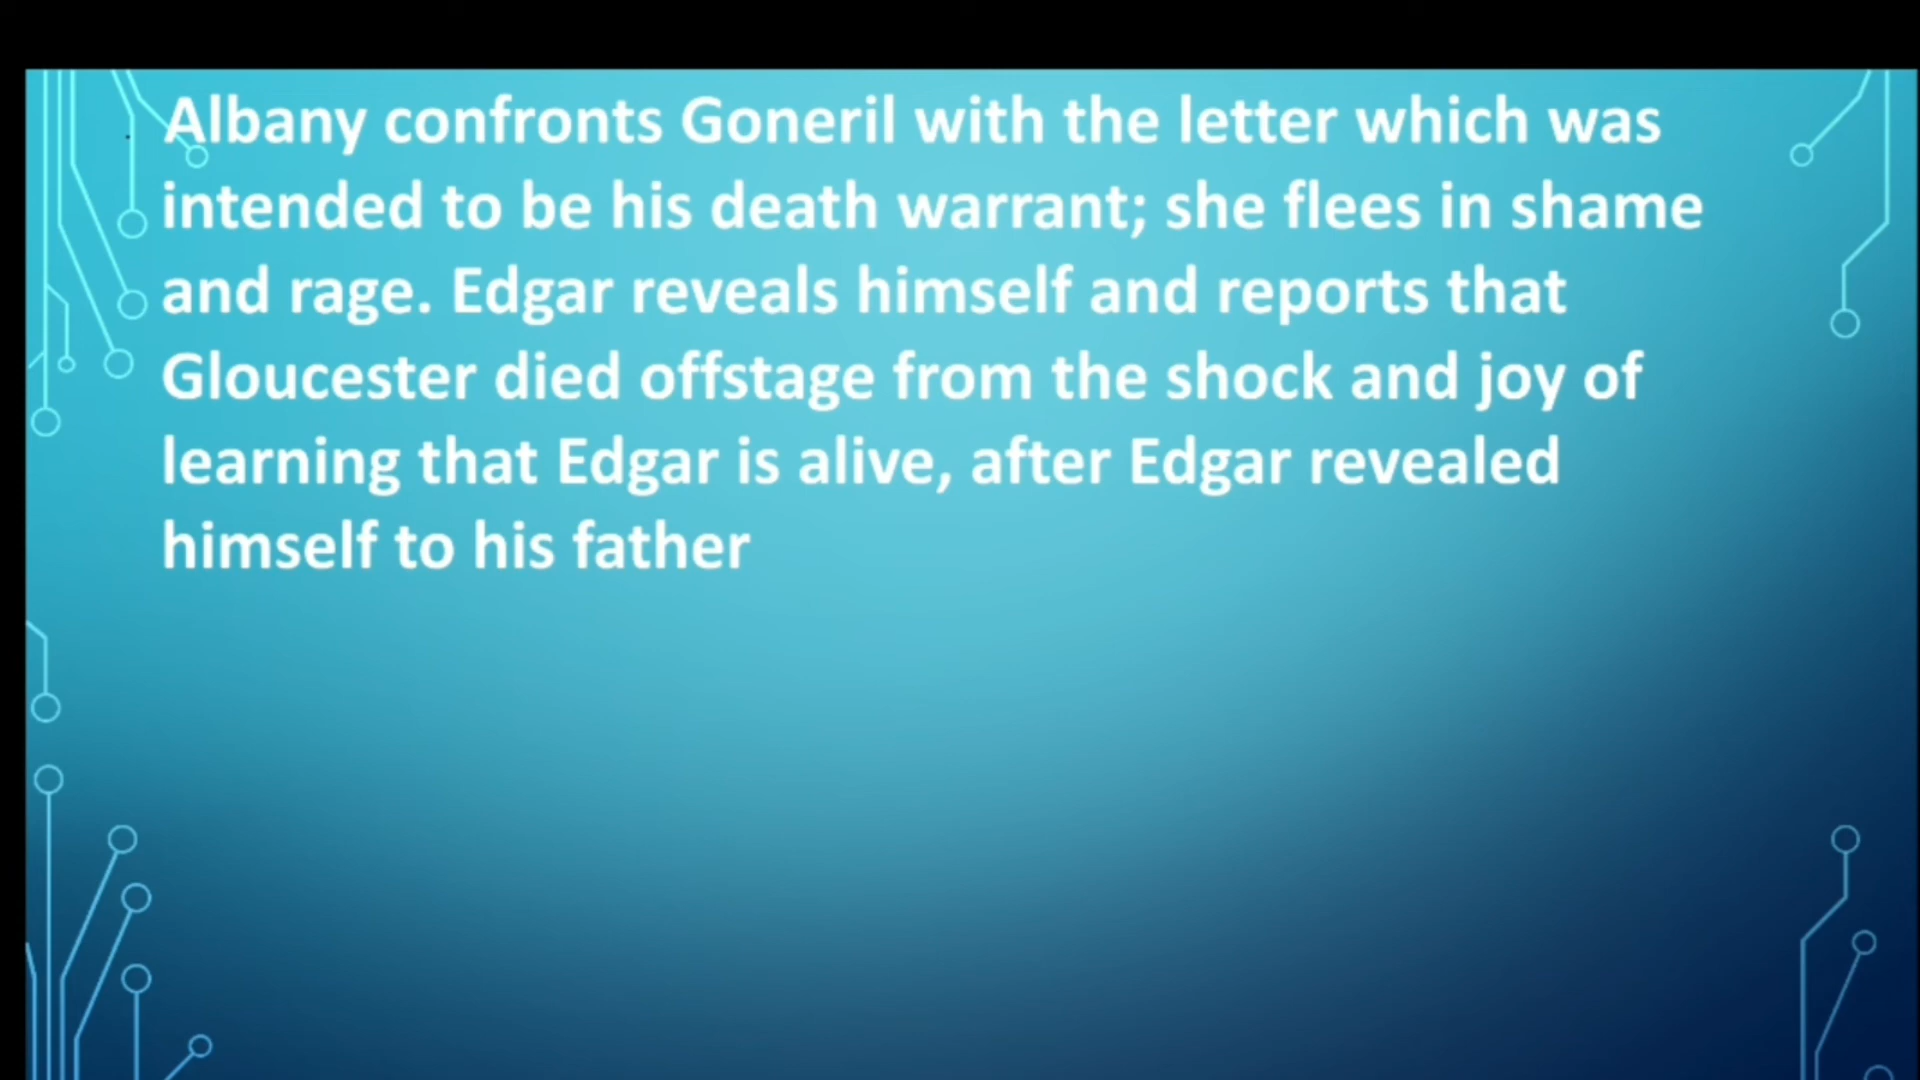 Albany confronts Goneril with the letter which was
intended to be his death warrant; she flees in shame
and rage. Edgar reveals himself and reports that
Gloucester died offstage from the shock and joy of
learning that Edgar is alive, after Edgar revealed
himself to his father